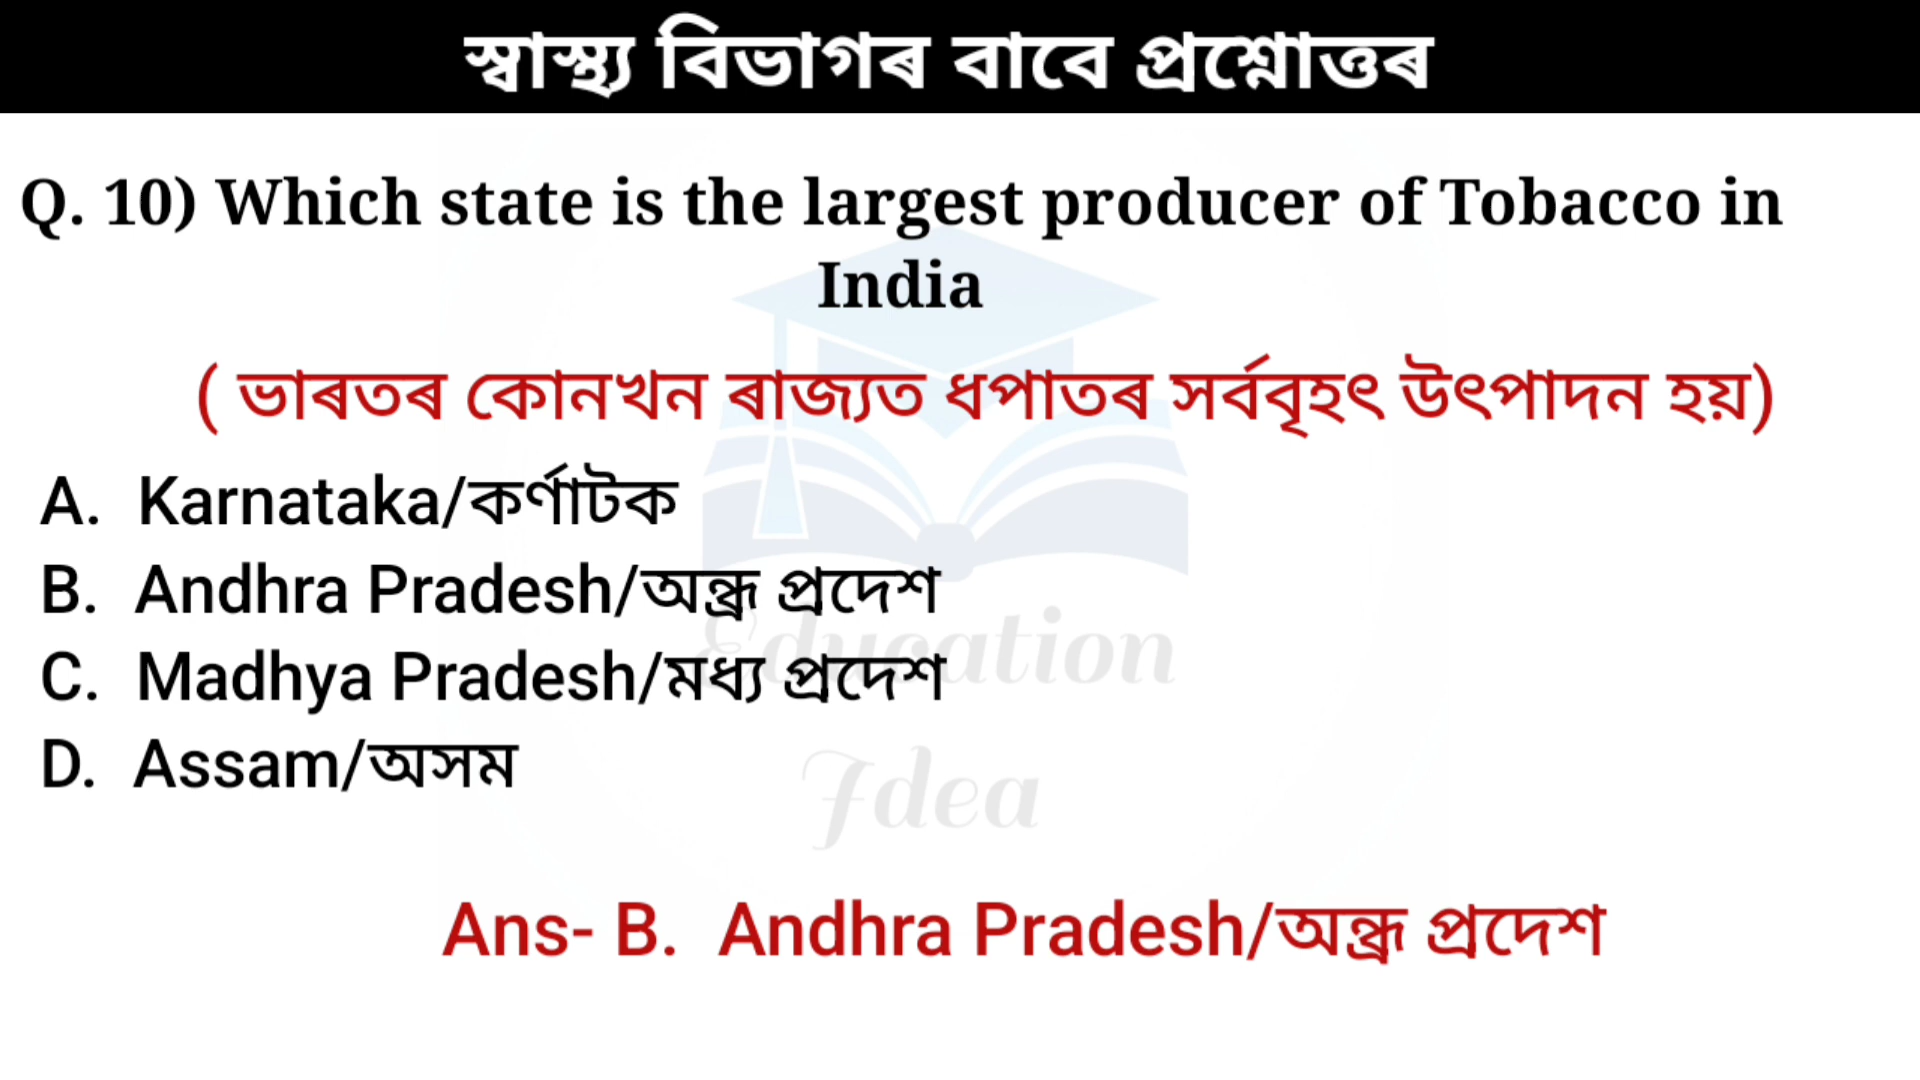 স্বাস্থ্য বিভাগৰ বাবে প্ৰশ্নোত্তৰ
Q. 10) Which state is the largest producer of Tobacco in
India
( ভাৰতৰ কোনখন ৰাজ্যত ধপাতৰ সৰ্ববৃহৎ উৎপাদন হয়)
A. Karnataka/কৰ্ণাটক
B. Andhra Pradesh/অন্ধ্ৰ প্ৰদেশ
C. Madhya Pradesh/মধ্য প্ৰদেশ
D. Assam/অসম
Education
Idea
Ans- B. Andhra Pradesh/অন্ধ্ৰ প্ৰদেশ